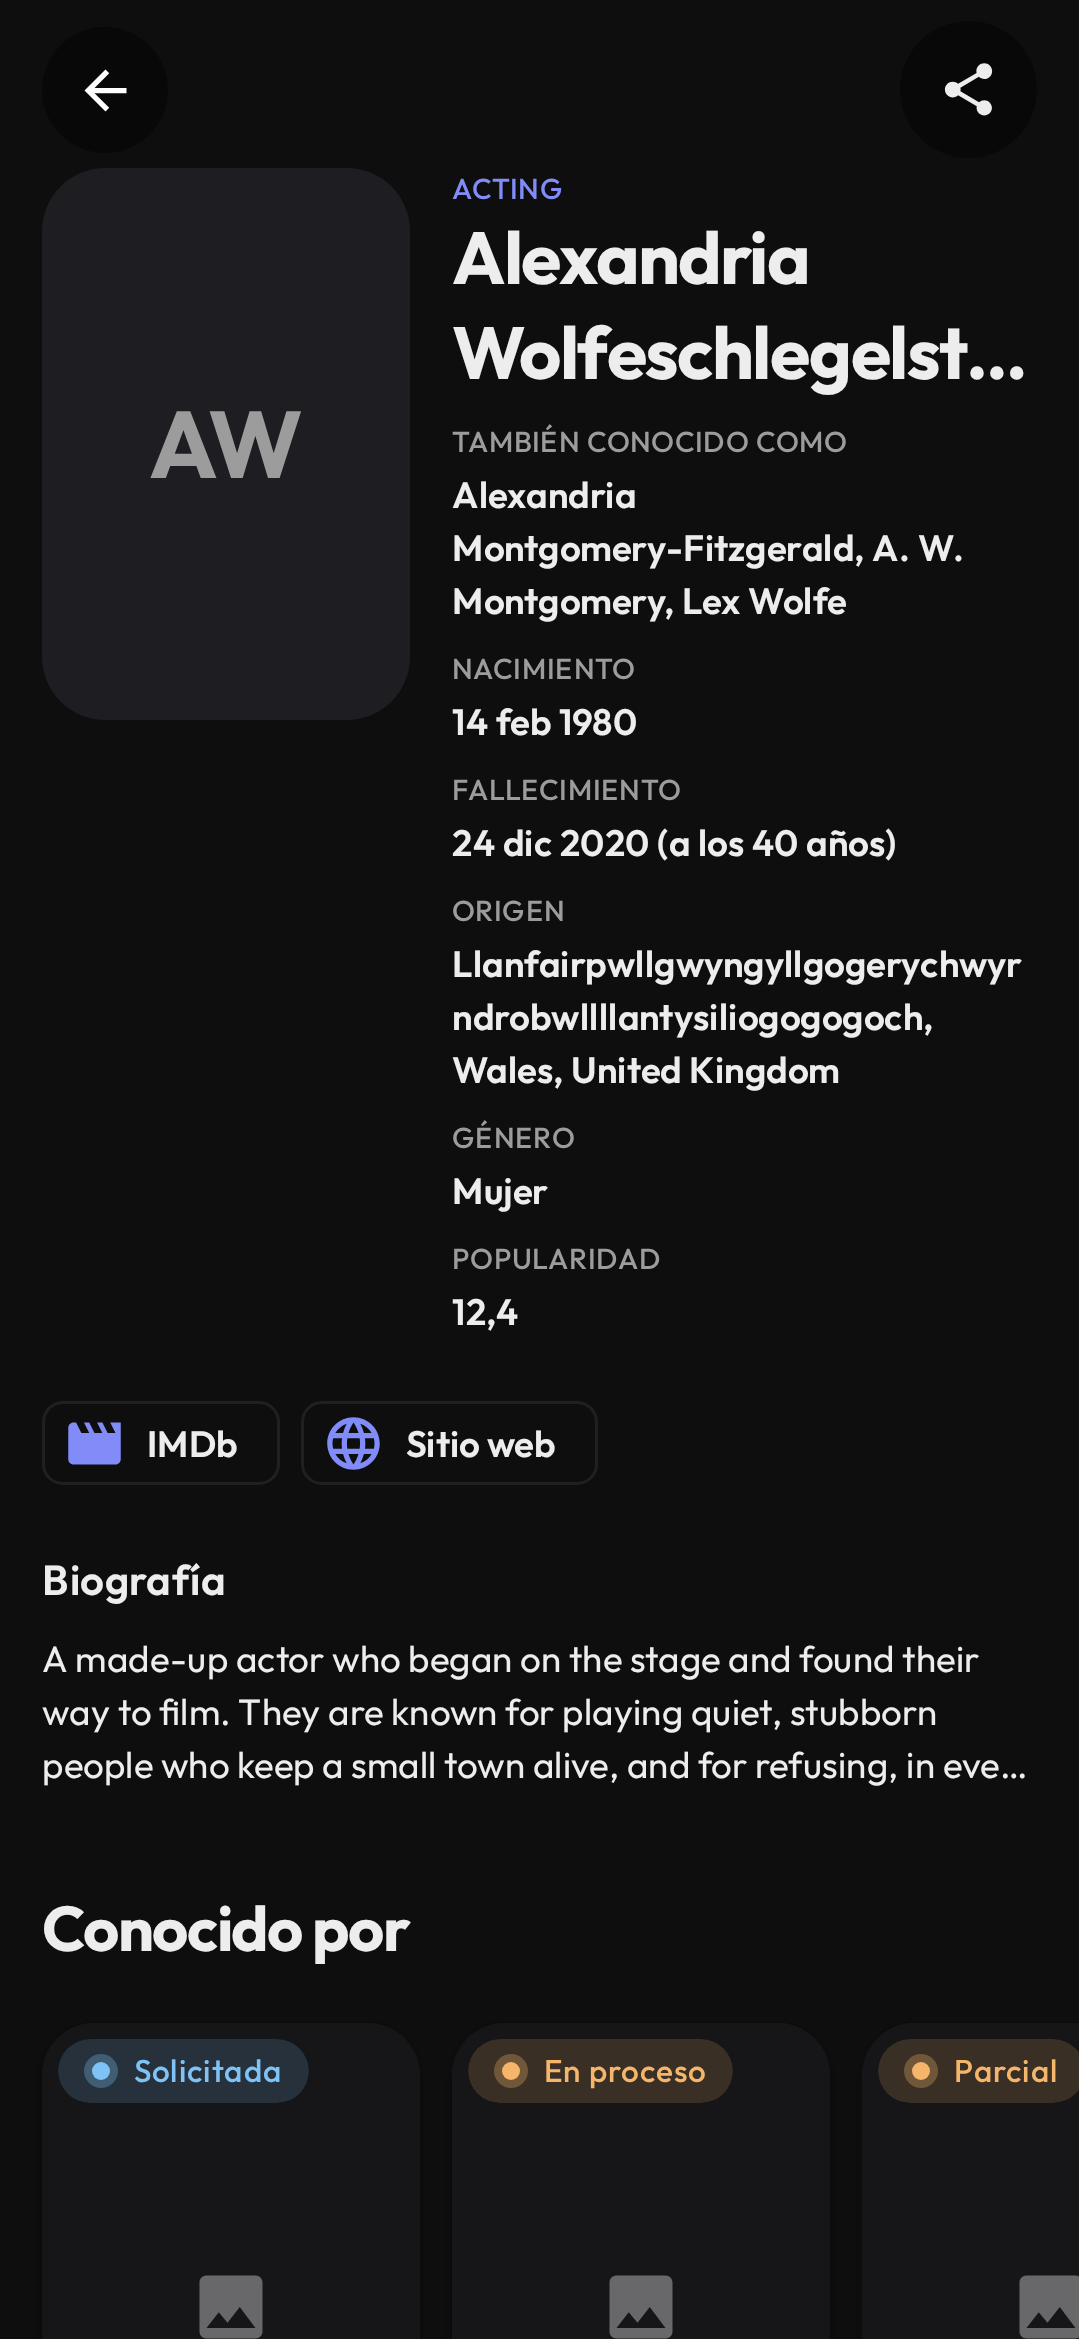 ACTING
Alexandria
Wolfeschlegelst...
TAMBIÉN CONOCIDO COMO
Alexandria
Montgomery-Fitzgerald, A. W.
Montgomery, Lex Wolfe
NACIMIENTO
14 feb 1980
FALLECIMIENTO
24 dic 2020 (a los 40 años)
ORIGEN
Llanfairpwllgwyngyllgogerychwyr
ndrobwllllantysiliogogogoch,
Wales, United Kingdom
GÉNERO
Mujer
POPULARIDAD
12,4
AW
IMDb
Sitio web
Biografía
A made-up actor who began on the stage and found their
way to film. They are known for playing quiet, stubborn
people who keep a small town alive, and for refusing, in eve...
Conocido por
Solicitada
En proceso
Parcial